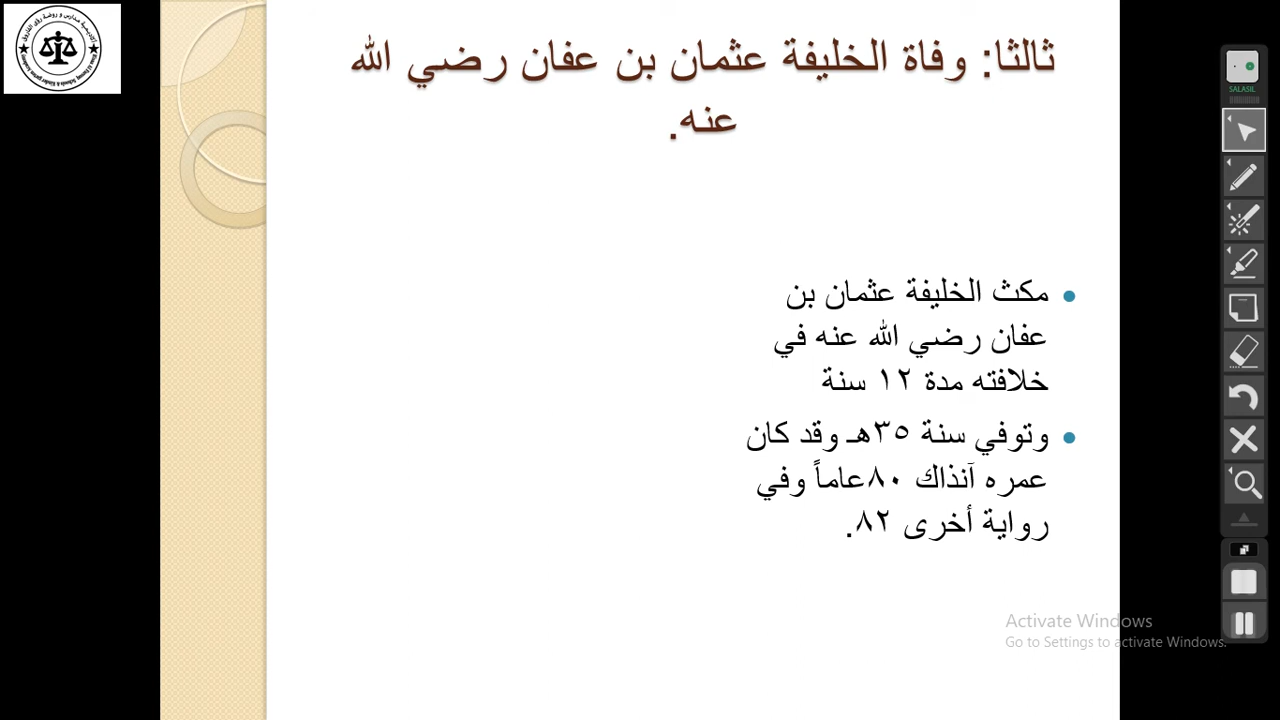 ثالثا: وفاة الخليفة عثمان بن عفان رضي الله
عنه.
مكث الخليفة عثمان بن
عفان رضي الله عنه في
خلافته مدة ١٢ سنة
وتوفي سنة ٣٥هـ وقد كان
عمره آنذاك ٨٠عاماً وفي
رواية أخرى ٨٢.
SALASIL
Activate Windows
Go to Settings to activate Windows.